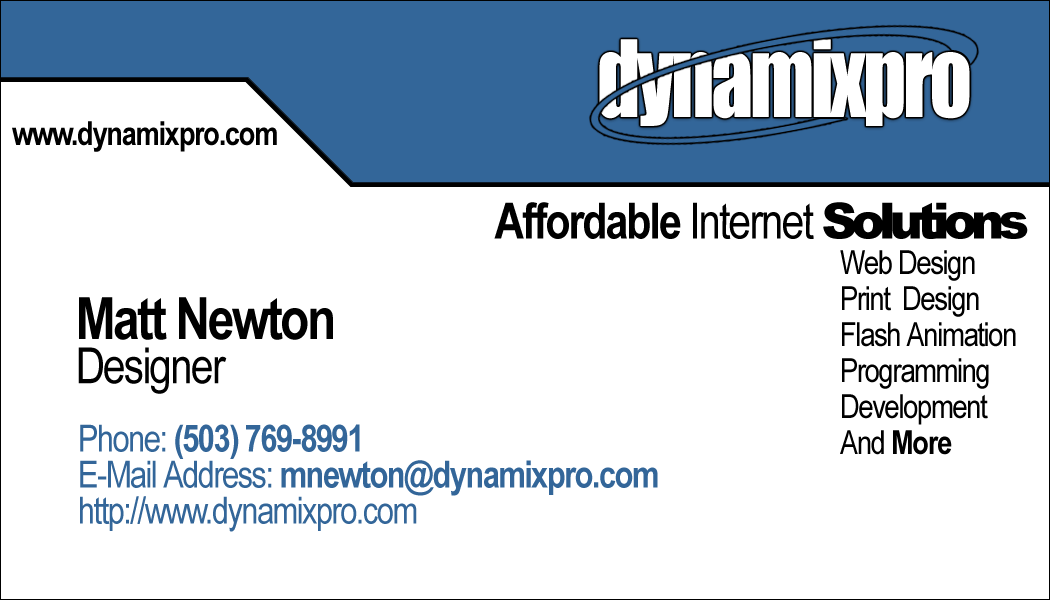 dynamixpro
www.dynamixpro.com
Affordable Internet Solutions
Web Design
Print Design
Flash Animation
Programming
Development
And More
Matt Newton
Designer
Phone: (503) 769-8991
E-Mail Address: mnewton@dynamixpro.com
http://www.dynamixpro.com